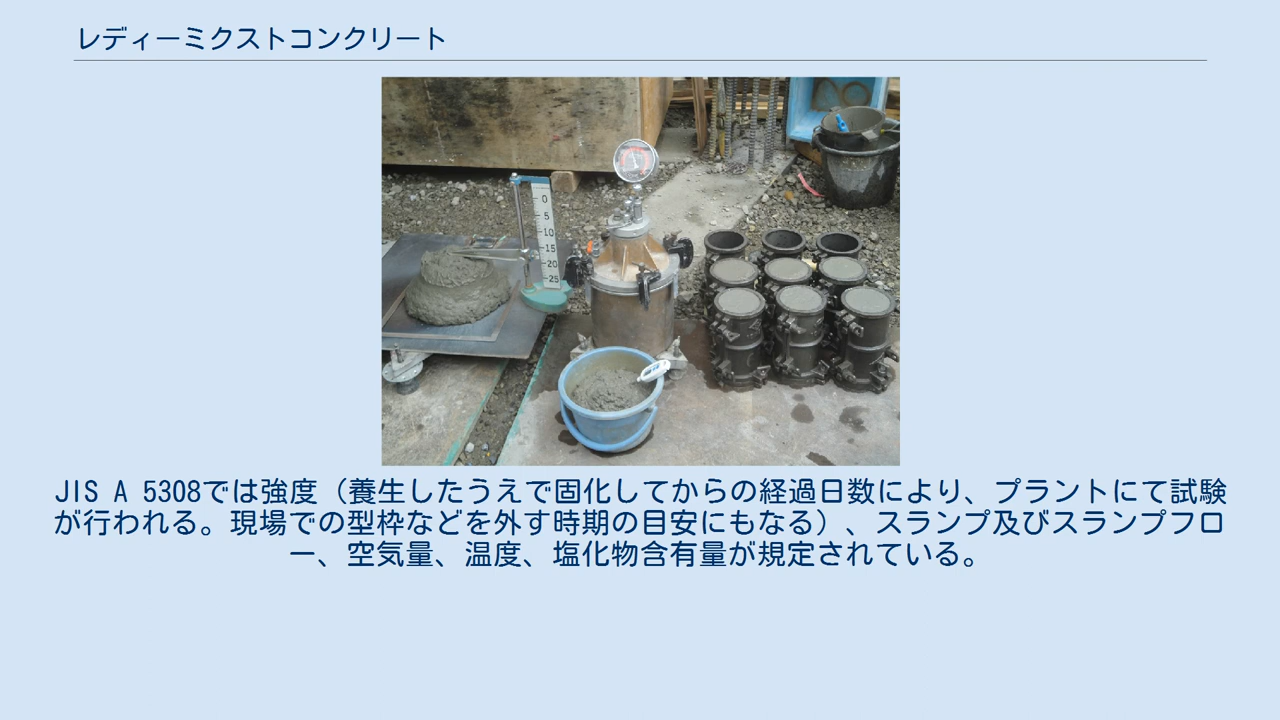 レディーミクストコンクリート
0
5
10
15
20
25
JIS A 5308では強度（養生したうえで固化してからの経過日数により、プラントにて試験
が行われる。現場での型枠などを外す時期の目安にもなる）、スランプ及びスランプフロ
ー、空気量、温度、塩化物含有量が規定されている。